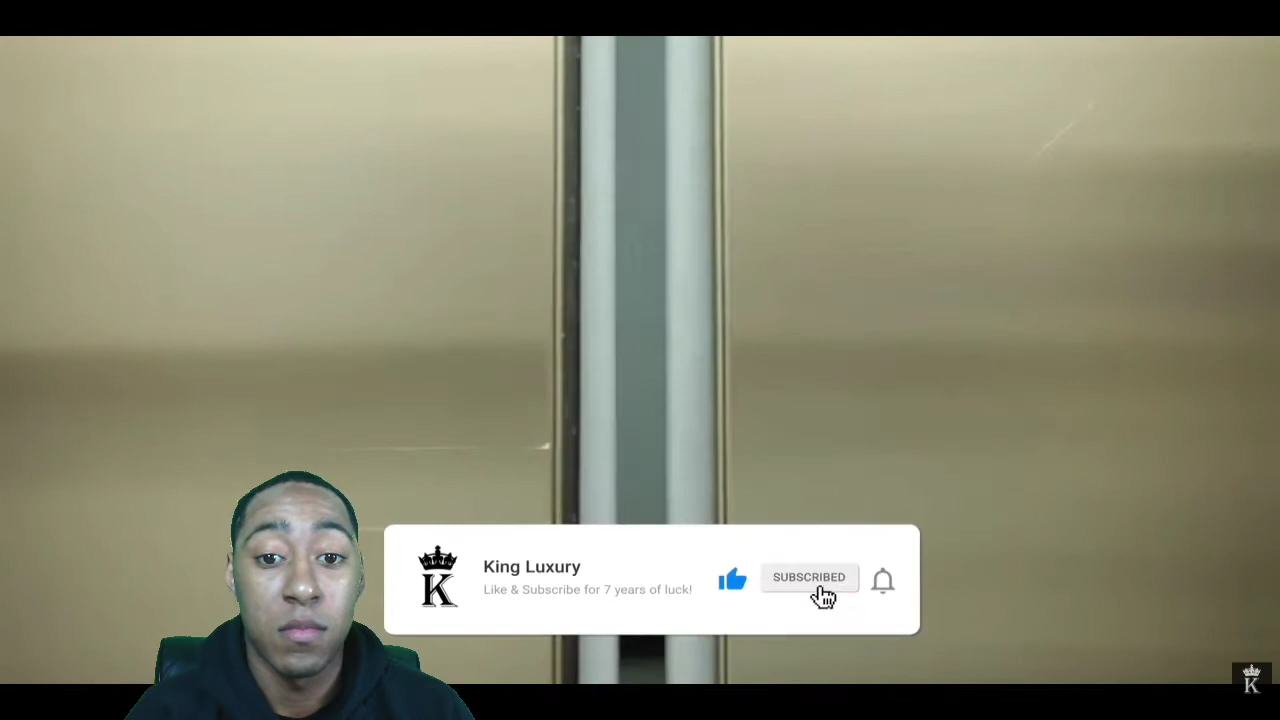 K
King Luxury
Like & Subscribe for 7 years of luck!
SUBSCRIBED
K